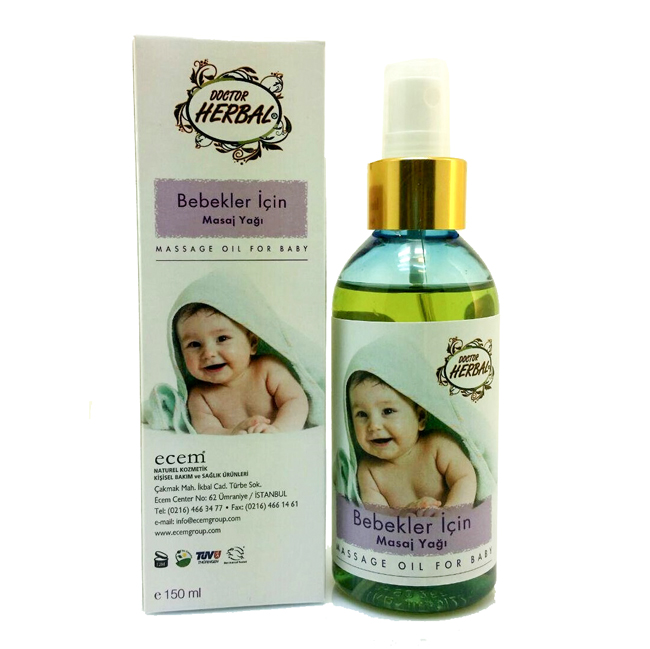 DOCTOR
HERBAL®
Bebekler İçin
Masaj Yağı
MASSAGE OIL FOR BABY
ecem
NATUREL KOZMETİK
KİŞİSEL BAKIM ve SAĞLIK ÜRÜNLERİ
Çakmak Mah. İkbal Cad. Türbe Sok.
Ecem Center No: 62 Ümraniye / İSTANBUL
Tel: (0216) 466 34 77 • Fax: (0216) 466 14 61
e-mail: info@ecemgroup.com
www.ecemgroup.com
12M
TUV
THÜRINGEN
e 150 ml
DOCTOR
HERBAL
Bebekler İçin
Masaj Yağı
MASSAGE OIL FOR BABY